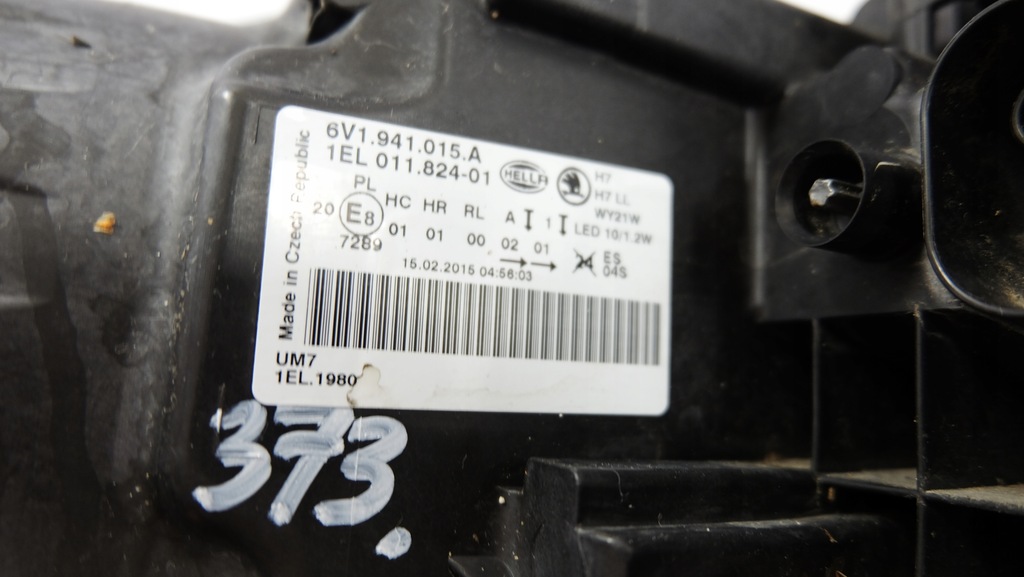 6V1.941.015.A
1EL 011.824-01
HELLA
H7
H7 LL
WY21W
LED 10/1.2W
PL
20 E8 HC HR RL A 1
7289 01 01 00 02 01
ES
04S
15.02.2015 04:56:03
Made in Czech Republic
UM7
1EL.1980
373.